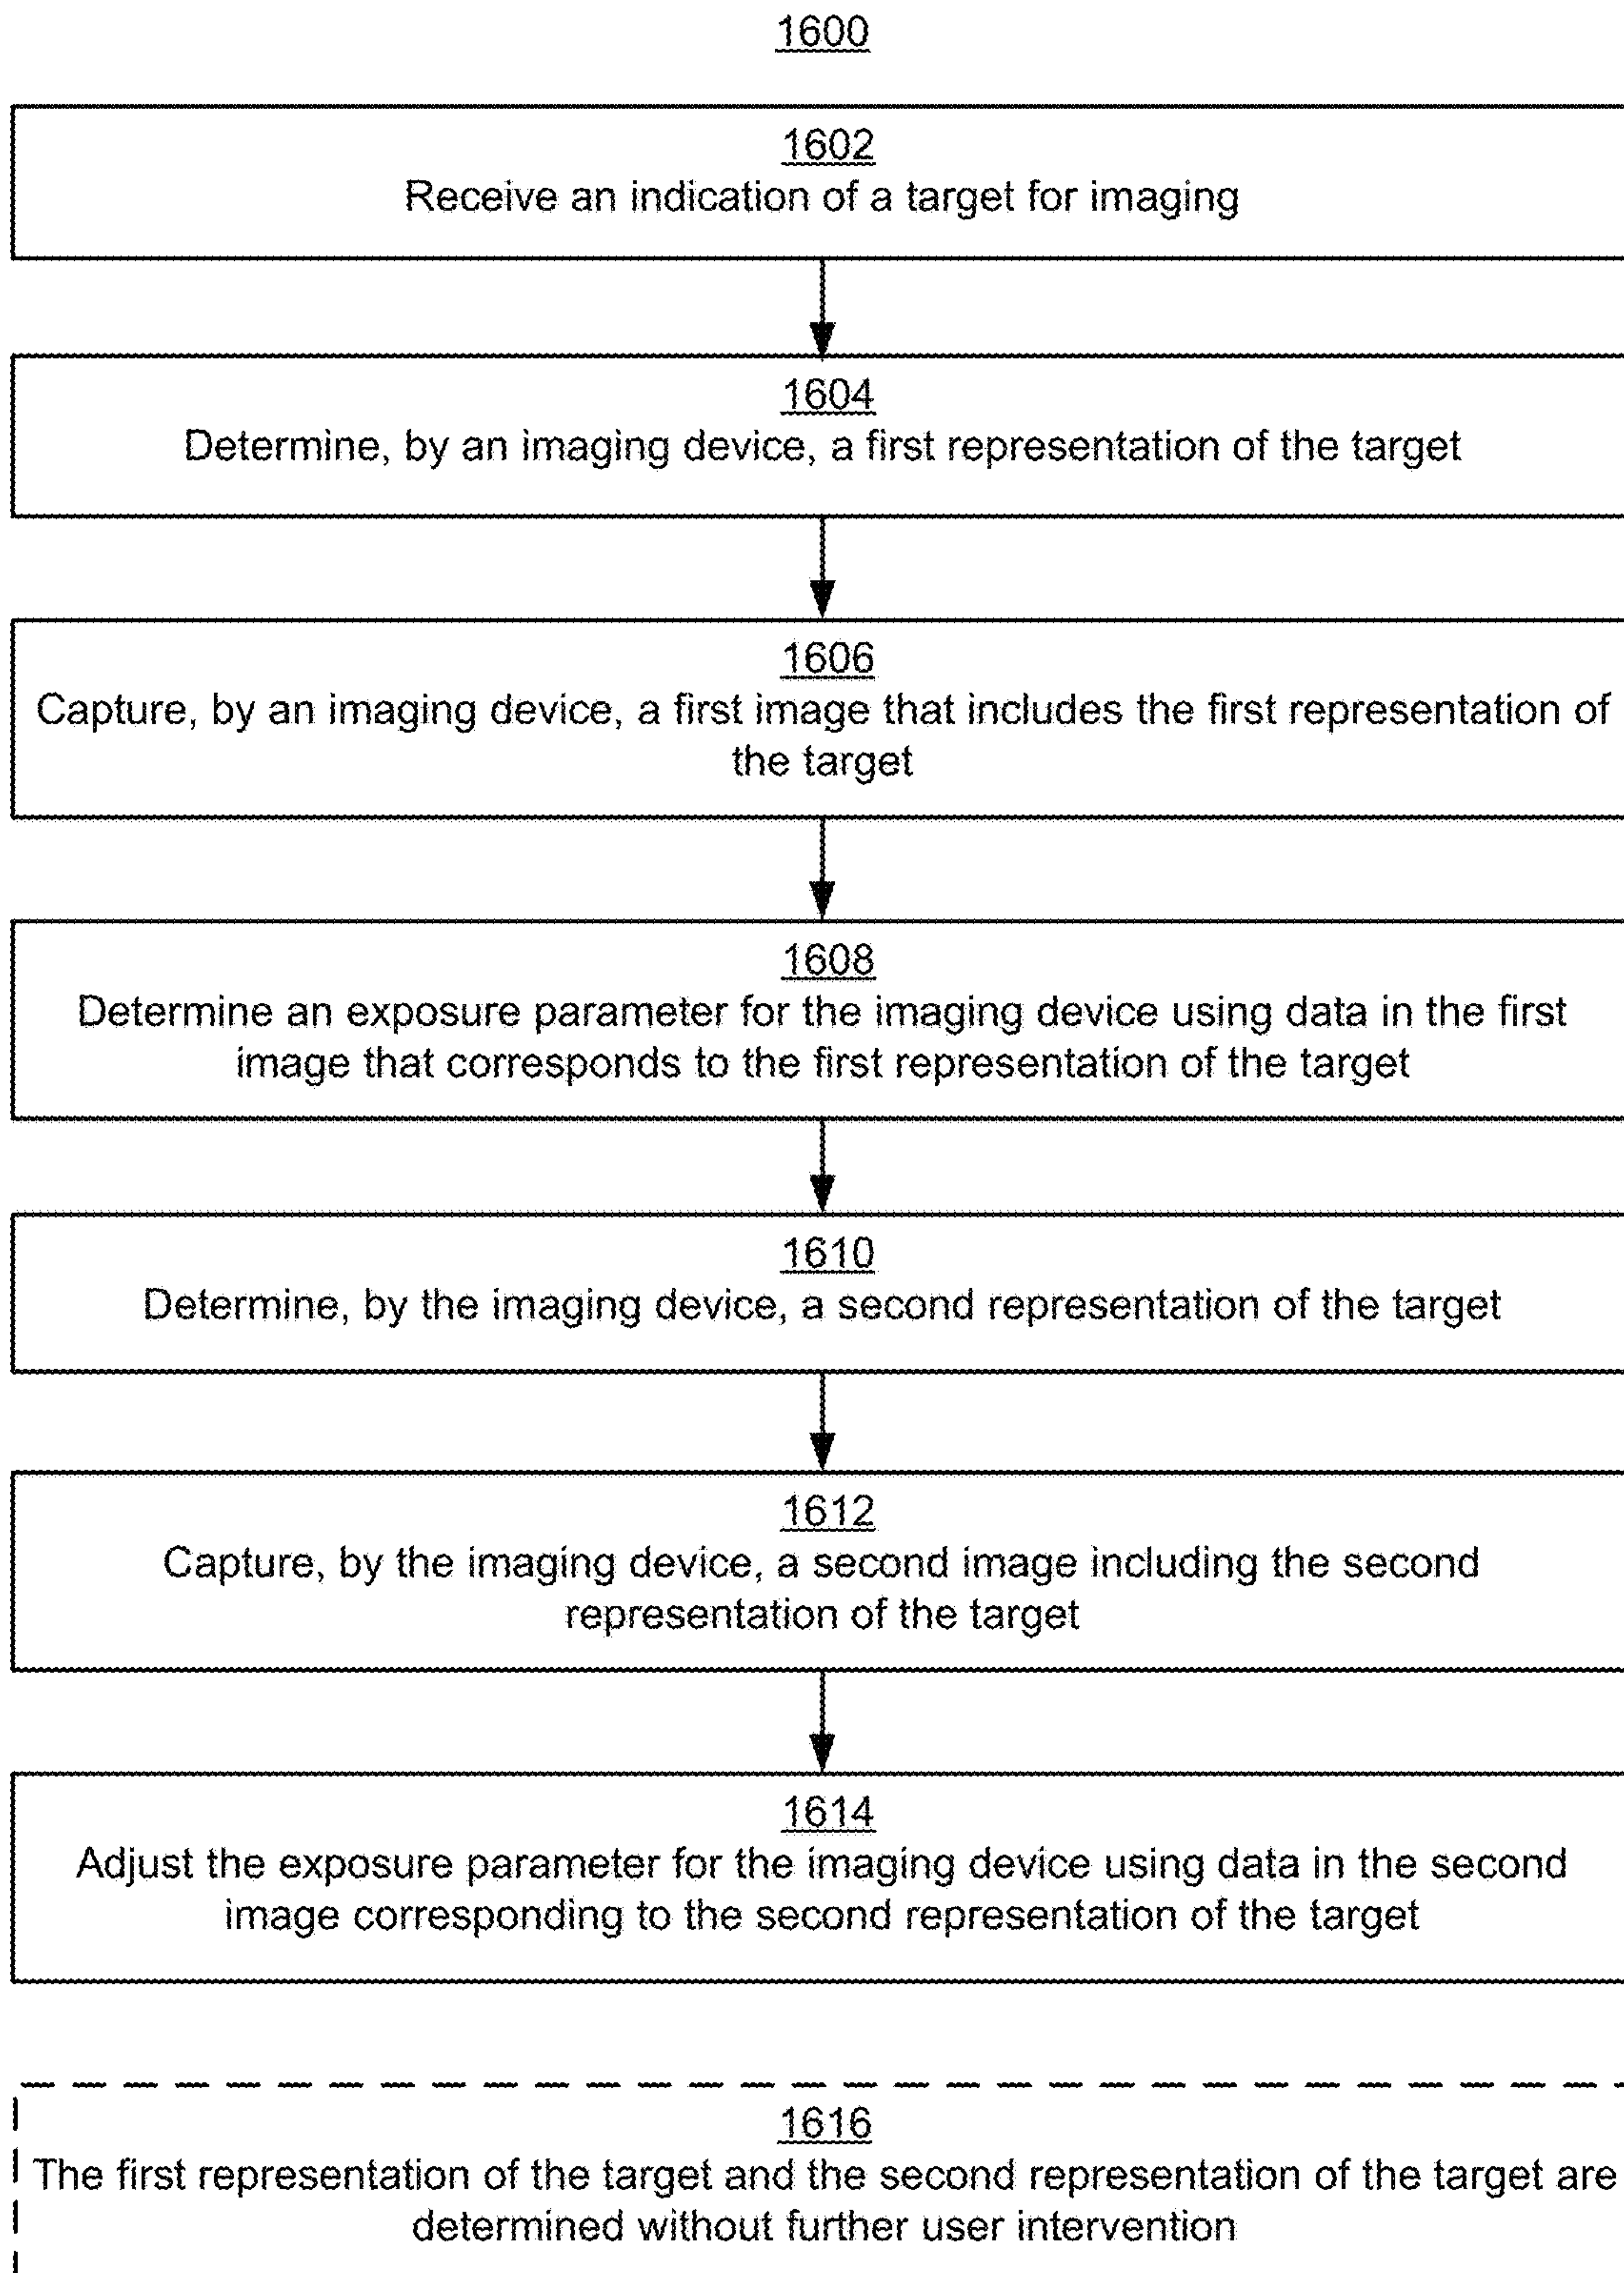 1600
1602
Receive an indication of a target for imaging
1604
Determine, by an imaging device, a first representation of the target
1606
Capture, by an imaging device, a first image that includes the first representation of
the target
1608
Determine an exposure parameter for the imaging device using data in the first
image that corresponds to the first representation of the target
1610
Determine, by the imaging device, a second representation of the target
1612
Capture, by the imaging device, a second image including the second
representation of the target
1614
Adjust the exposure parameter for the imaging device using data in the second
image corresponding to the second representation of the target
1616
The first representation of the target and the second representation of the target are
determined without further user intervention